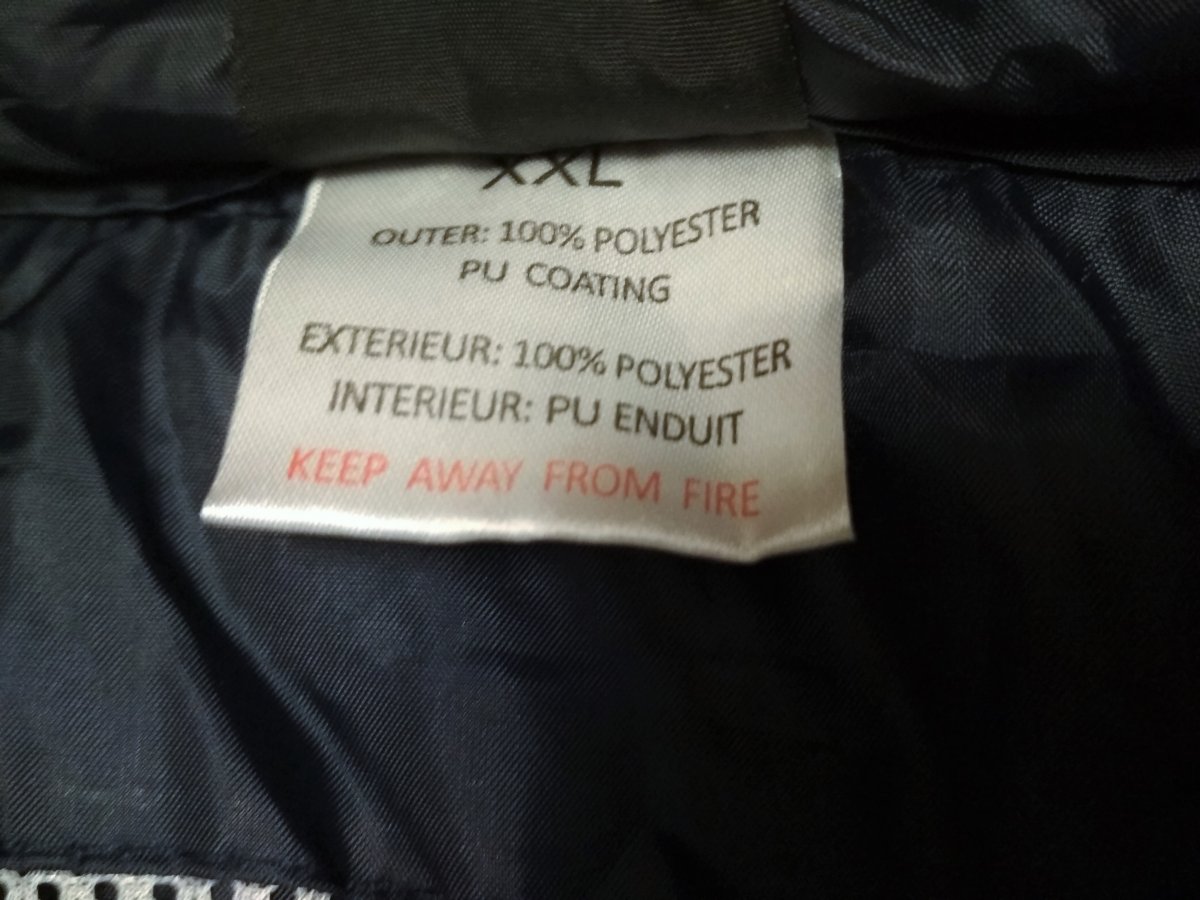 XXL
OUTER: 100% POLYESTER
PU COATING
EXTERIEUR: 100% POLYESTER
INTERIEUR: PU ENDUIT
KEEP AWAY FROM FIRE